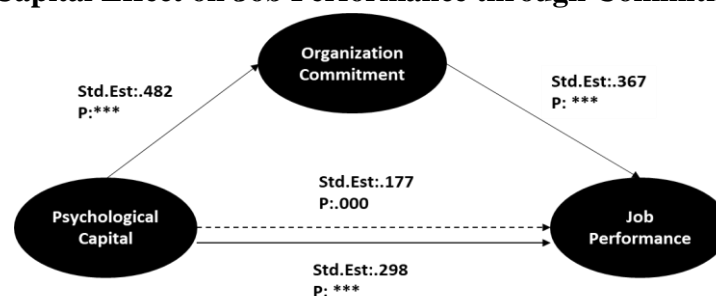 Capital Effect on Job Performance through
Organization
Commitment
Std.Est:.482
P:***
Std.Est:.367
P: ***
Std.Est:.177
P:.000
Psychological
Capital
Job
Performance
Std.Est:.298
P: ***